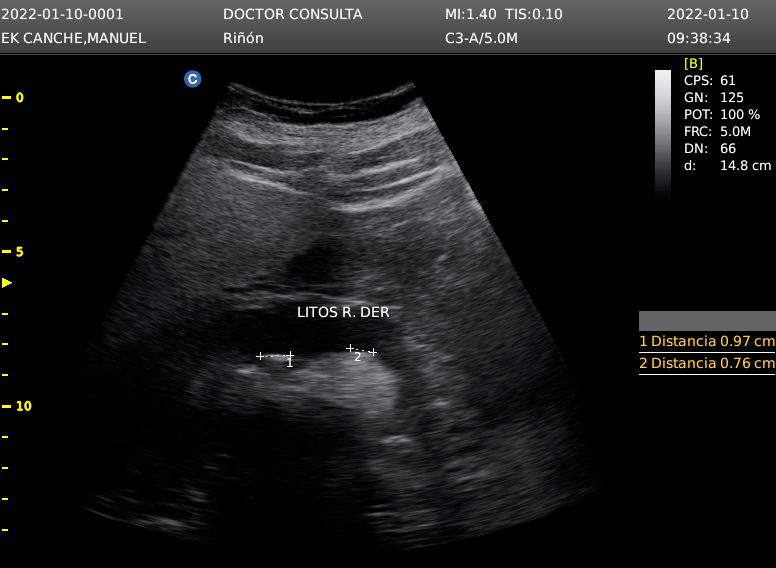 2022-01-10-0001 DOCTOR CONSULTA MI:1.40 TIS:0.10 2022-01-10
EK CANCHE,MANUEL Riñón C3-A/5.0M 09:38:34
C
[B]
CPS: 61
GN: 125
POT: 100 %
FRC: 5.0M
DN: 66
d: 14.8 cm
0
5
10
LITOS R. DER
1
2
1 Distancia 0.97 cm
2 Distancia 0.76 cm